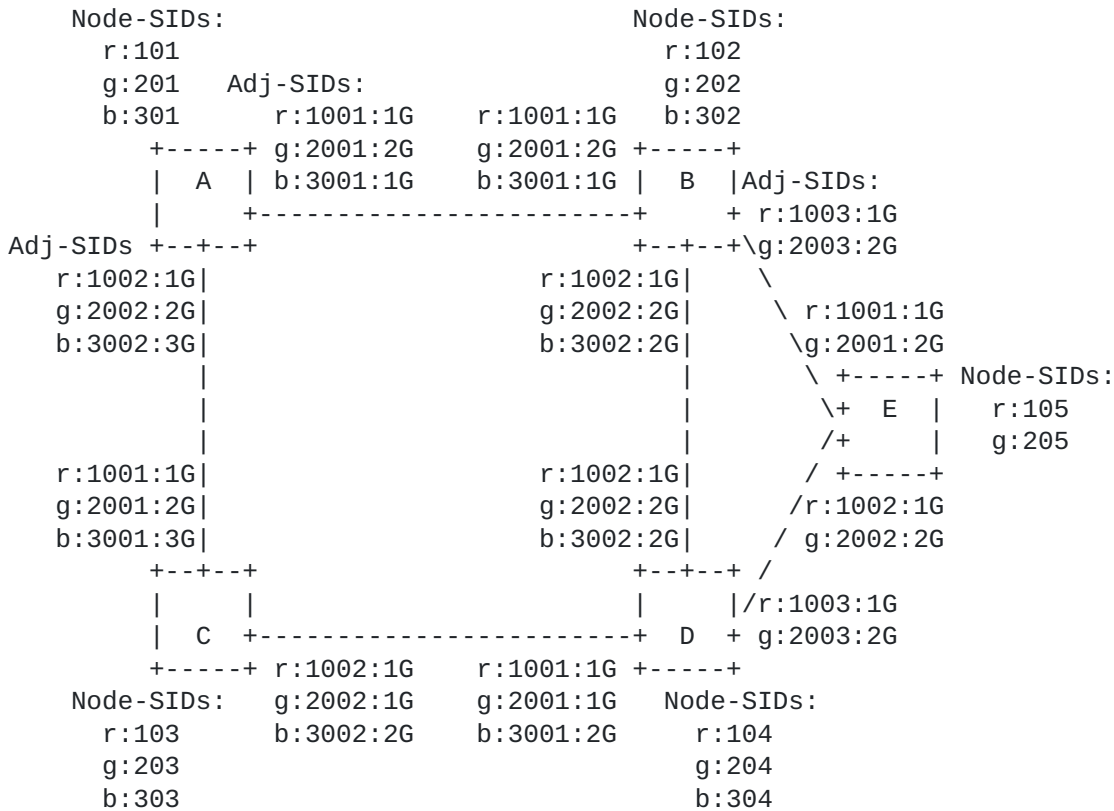 Node-SIDs: Node-SIDs:
r:101 r:102
g:201 Adj-SIDs: g:202
b:301 r:1001:1G r:1001:1G b:302
g:2001:2G g:2001:2G
A b:3001:1G b:3001:1G B Adj-SIDs:
r:1003:1G
Adj-SIDs g:2003:2G
r:1002:1G r:1002:1G
g:2002:2G g:2002:2G r:1001:1G
b:3002:3G b:3002:2G g:2001:2G
Node-SIDs:
E r:105
g:205
r:1001:1G r:1002:1G
g:2001:2G g:2002:2G r:1002:1G
b:3001:3G b:3002:2G g:2002:2G
r:1003:1G
C D g:2003:2G
r:1002:1G r:1001:1G
Node-SIDs: g:2002:1G g:2001:1G Node-SIDs:
r:103 b:3002:2G b:3001:2G r:104
g:203 g:204
b:303 b:304